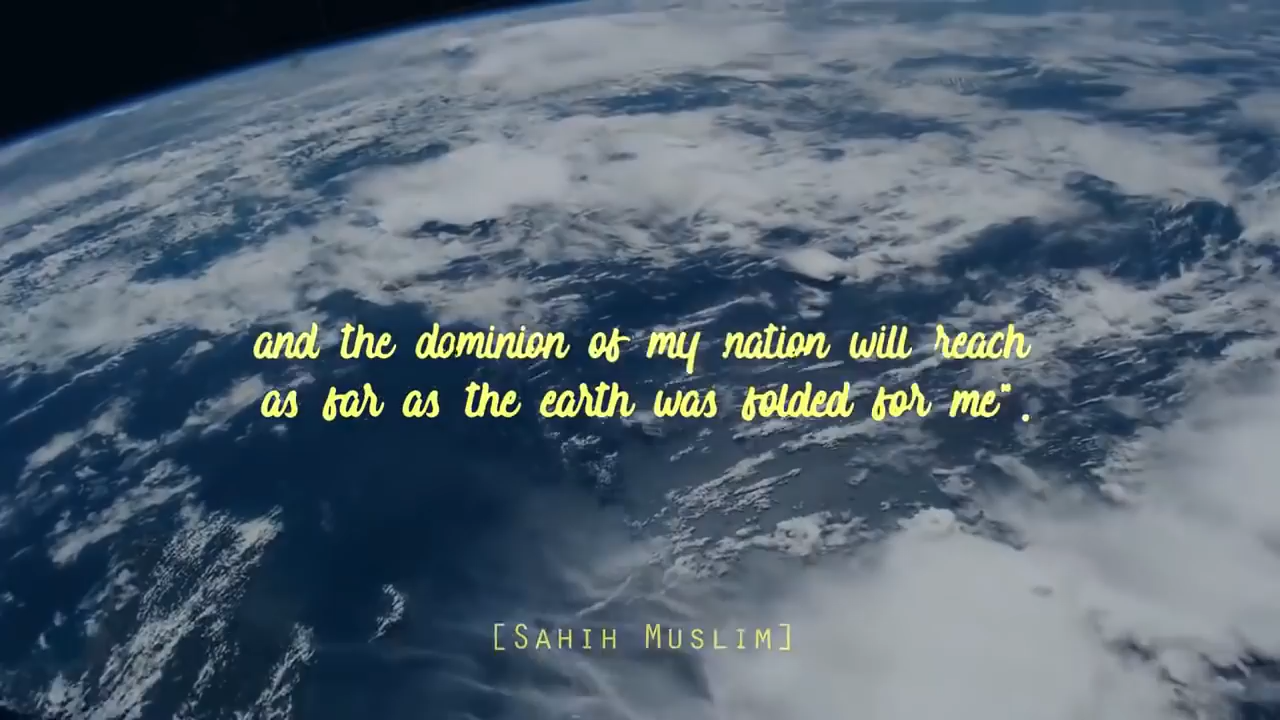 and the dominion of my nation will reach
as far as the earth was folded for me".
[Sahih Muslim]